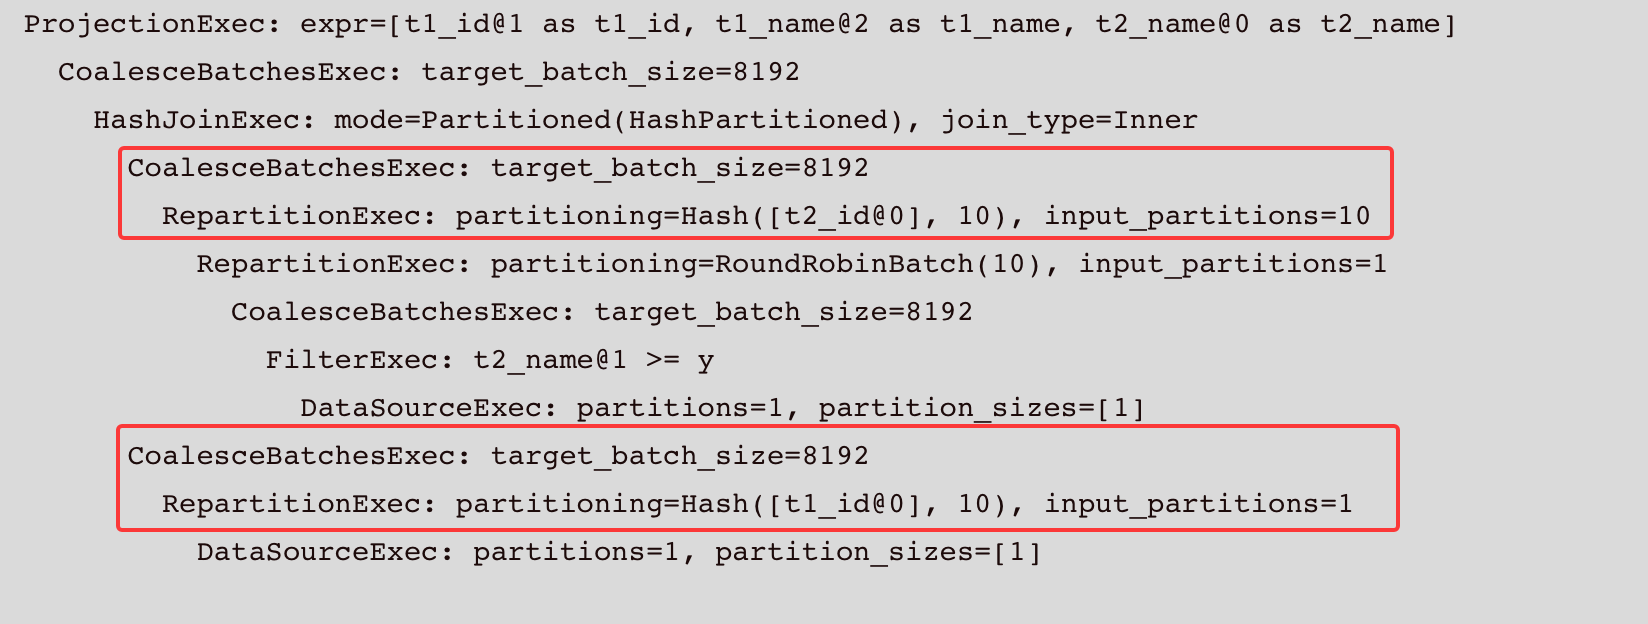 ProjectionExec: expr=[t1_id@1 as t1_id, t1_name@2 as t1_name, t2_name@0 as t2_name]
CoalesceBatchesExec: target_batch_size=8192
HashJoinExec: mode=Partitioned(HashPartitioned), join_type=Inner
CoalesceBatchesExec: target_batch_size=8192
RepartitionExec: partitioning=Hash([t2_id@0], 10), input_partitions=10
RepartitionExec: partitioning=RoundRobinBatch(10), input_partitions=1
CoalesceBatchesExec: target_batch_size=8192
FilterExec: t2_name@1 >= y
DataSourceExec: partitions=1, partition_sizes=[1]
CoalesceBatchesExec: target_batch_size=8192
RepartitionExec: partitioning=Hash([t1_id@0], 10), input_partitions=1
DataSourceExec: partitions=1, partition_sizes=[1]